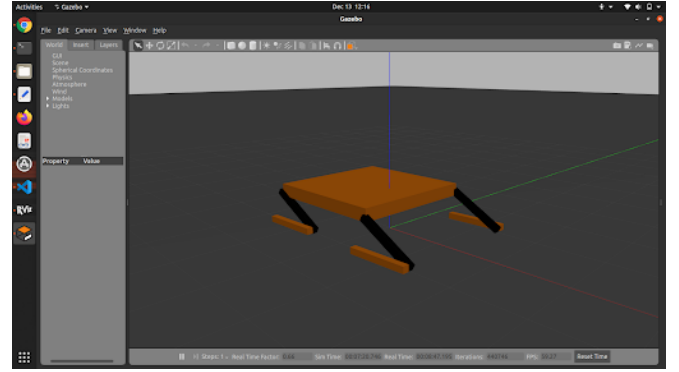 Activities Gazebo Dec 13 12:16
Gazebo
File Edit Camera View Window Help
World Insert Layers
GUI
Scene
Spherical Coordinates
Physics
Atmosphere
Wind
Models
Lights
Property Value
RViz
Steps: 1 Real Time Factor: Sim Time: Real Time: Iterations: FPS: Reset Time